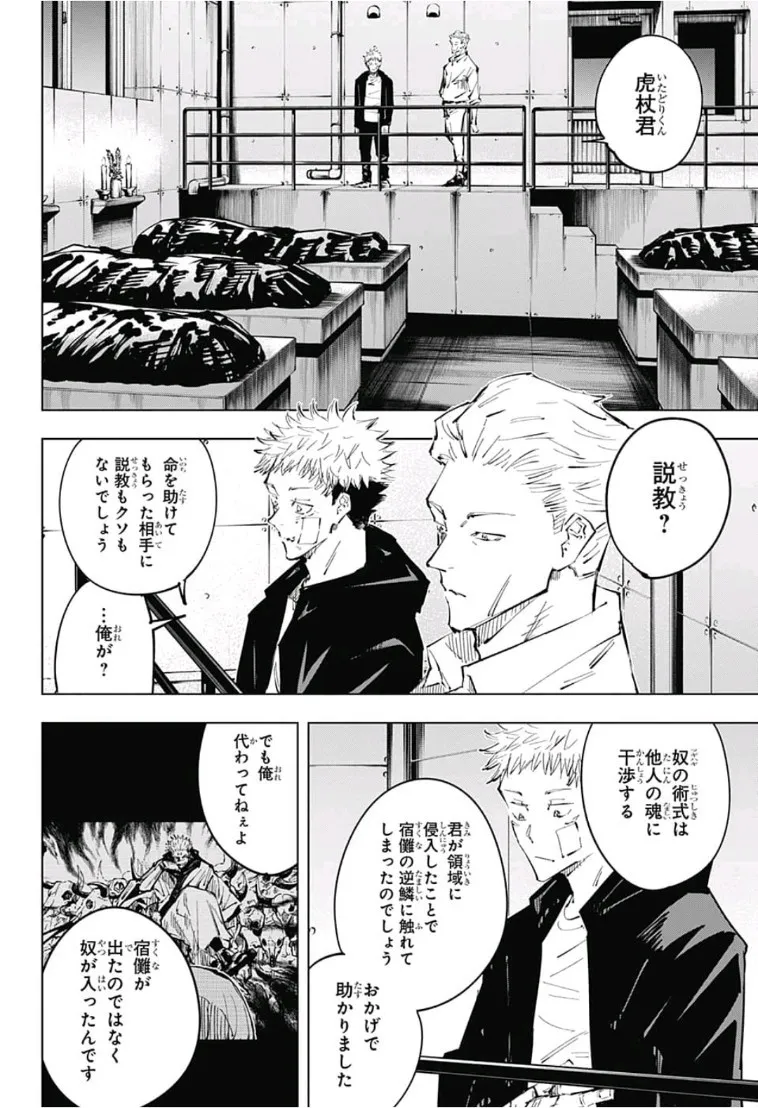 虎杖君
説教？
命を助けて
もらった相手に
説教もクソも
ないでしょう
…俺が？
奴の術式は
他人の魂に
干渉する
君が領域に
侵入したことで
宿儺の逆鱗に触れて
しまったのでしょう
おかげで
助かりました
でも俺
代わってねぇよ
宿儺が
出たのではなく
奴が入ったんです